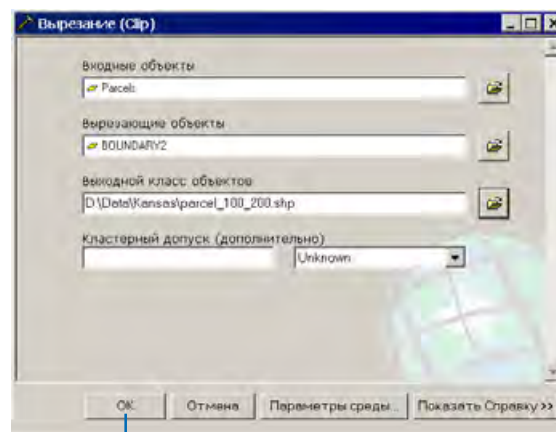 Вырезание (Clip)
Входные объекты
Parcels
Вырезающие объекты
BOUNDARY2
Выходной класс объектов
D:\Data\Kansas\parcel_100_200.shp
Кластерный допуск (дополнительно)
Unknown
OK Отмена Параметры среды... Показать Справку >>